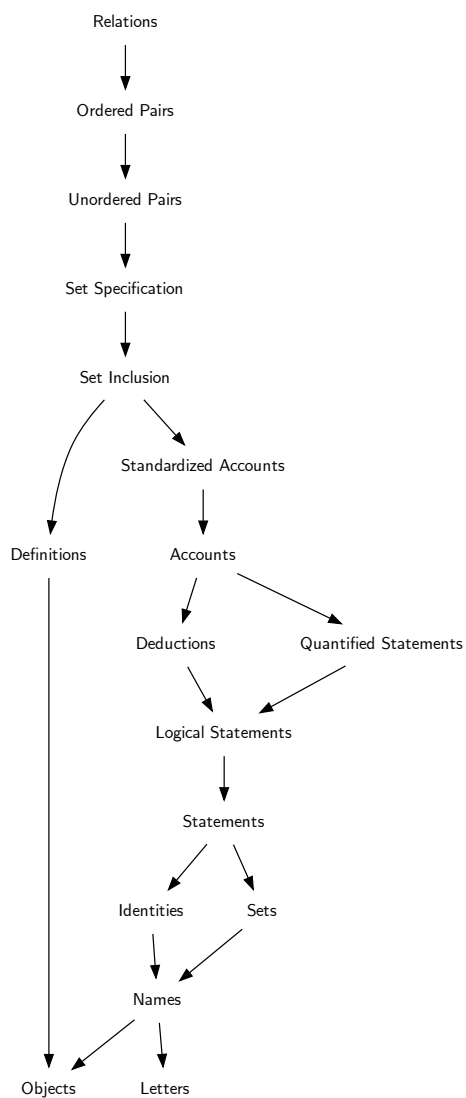 Relations
Ordered Pairs
Unordered Pairs
Set Specification
Set Inclusion
Standardized Accounts
Definitions
Accounts
Deductions
Quantified Statements
Logical Statements
Statements
Identities
Sets
Names
Objects
Letters